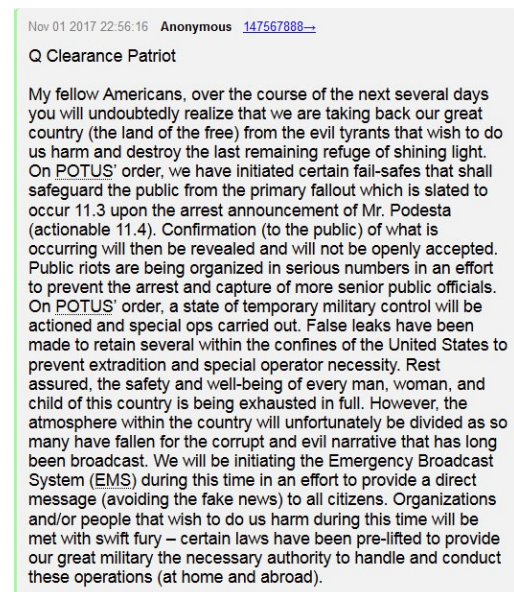 Nov 01 2017 22:56:16 Anonymous 147567888→
Q Clearance Patriot
My fellow Americans, over the course of the next several days
you will undoubtedly realize that we are taking back our great
country (the land of the free) from the evil tyrants that wish to do
us harm and destroy the last remaining refuge of shining light.
On POTUS' order, we have initiated certain fail-safes that shall
safeguard the public from the primary fallout which is slated to
occur 11.3 upon the arrest announcement of Mr. Podesta
(actionable 11.4). Confirmation (to the public) of what is
occurring will then be revealed and will not be openly accepted.
Public riots are being organized in serious numbers in an effort
to prevent the arrest and capture of more senior public officials.
On POTUS' order, a state of temporary military control will be
actioned and special ops carried out. False leaks have been
made to retain several within the confines of the United States to
prevent extradition and special operator necessity. Rest
assured, the safety and well-being of every man, woman, and
child of this country is being exhausted in full. However, the
atmosphere within the country will unfortunately be divided as so
many have fallen for the corrupt and evil narrative that has long
been broadcast. We will be initiating the Emergency Broadcast
System (EMS) during this time in an effort to provide a direct
message (avoiding the fake news) to all citizens. Organizations
and/or people that wish to do us harm during this time will be
met with swift fury – certain laws have been pre-lifted to provide
our great military the necessary authority to handle and conduct
these operations (at home and abroad).